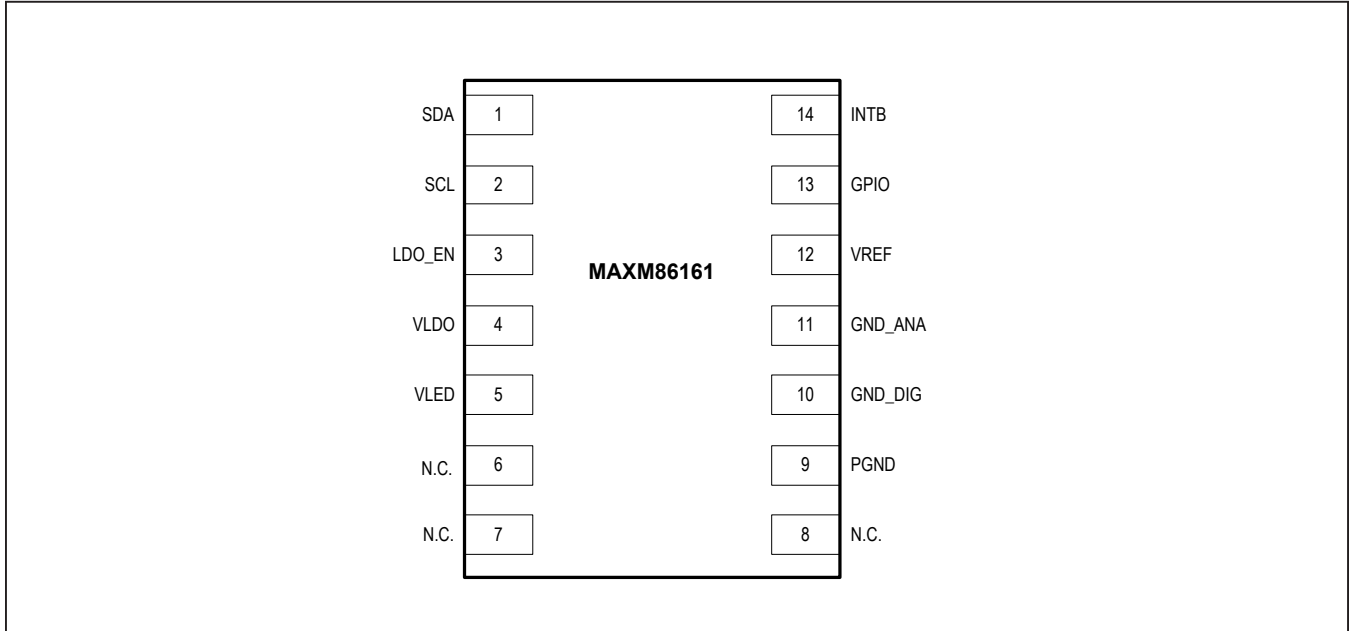 SDA 1 14 INTB
SCL 2 13 GPIO
LDO_EN 3 12 VREF
MAXM86161
VLDO 4 11 GND_ANA
VLED 5 10 GND_DIG
N.C. 6 9 PGND
N.C. 7 8 N.C.